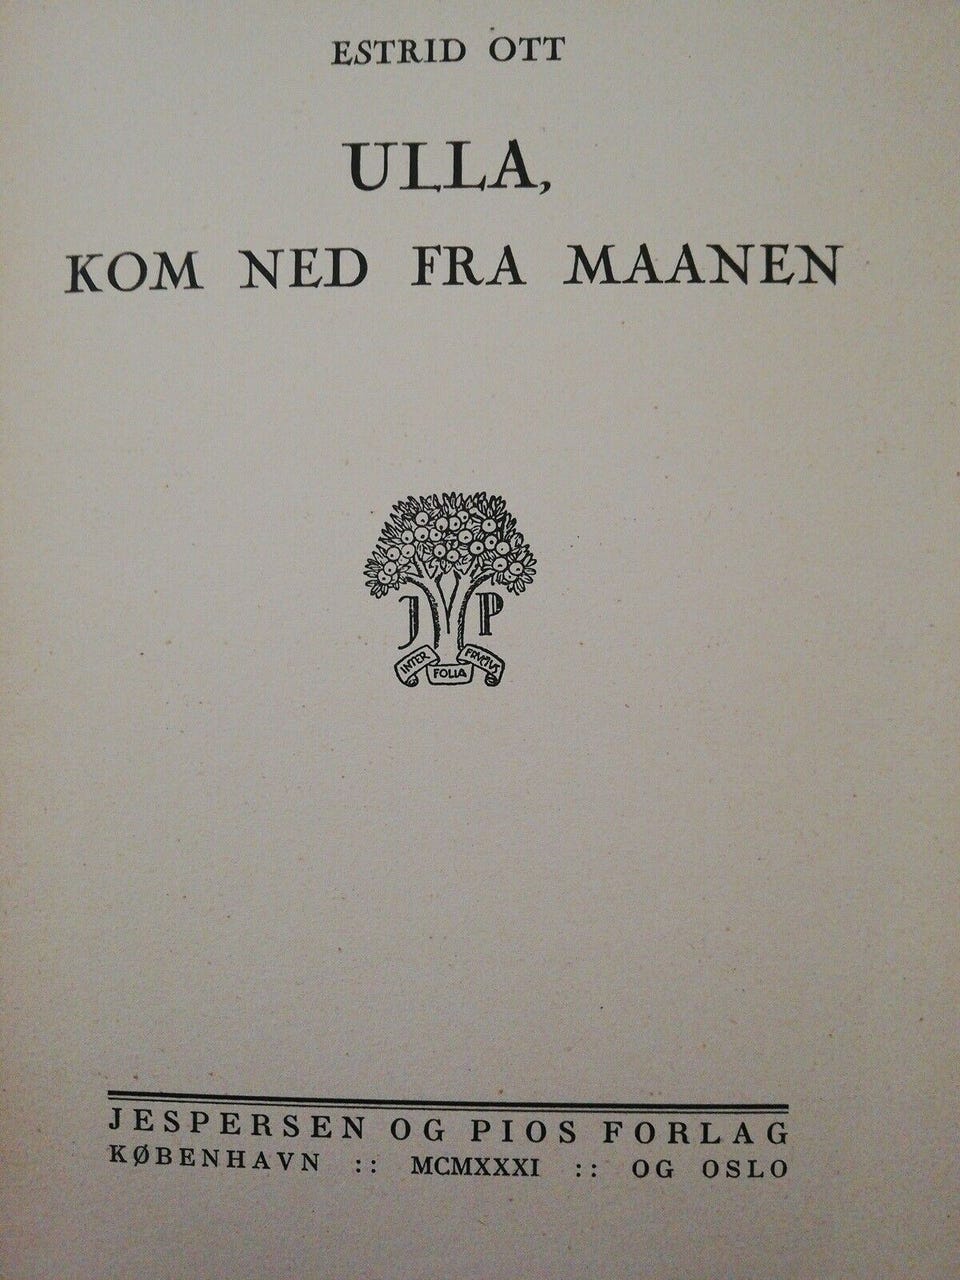 ESTRID OTT
ULLA,
KOM NED FRA MAANEN
J P
INTER FOLIA FRUCTUS
JESPERSEN OG PIOS FORLAG
KØBENHAVN :: MCMXXXI :: OG OSLO